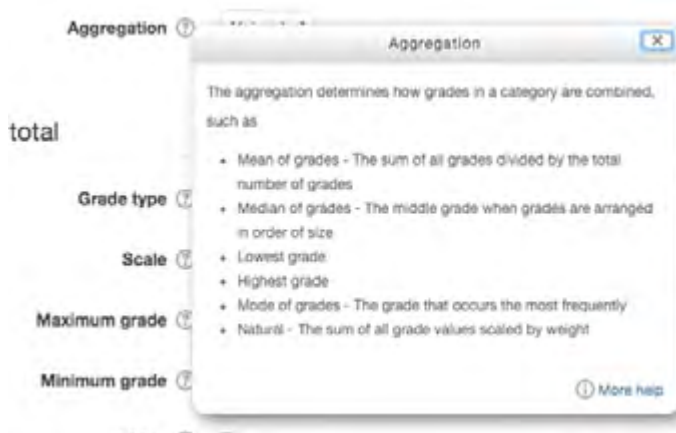 Aggregation
Aggregation
The aggregation determines how grades in a category are combined,
such as
total
• Mean of grades - The sum of all grades divided by the total
number of grades
Grade type
• Median of grades - The middle grade when grades are arranged
in order of size
Scale
• Lowest grade
• Highest grade
• Mode of grades - The grade that occurs the most frequently
Maximum grade
• Natural - The sum of all grade values scaled by weight
Minimum grade
More help